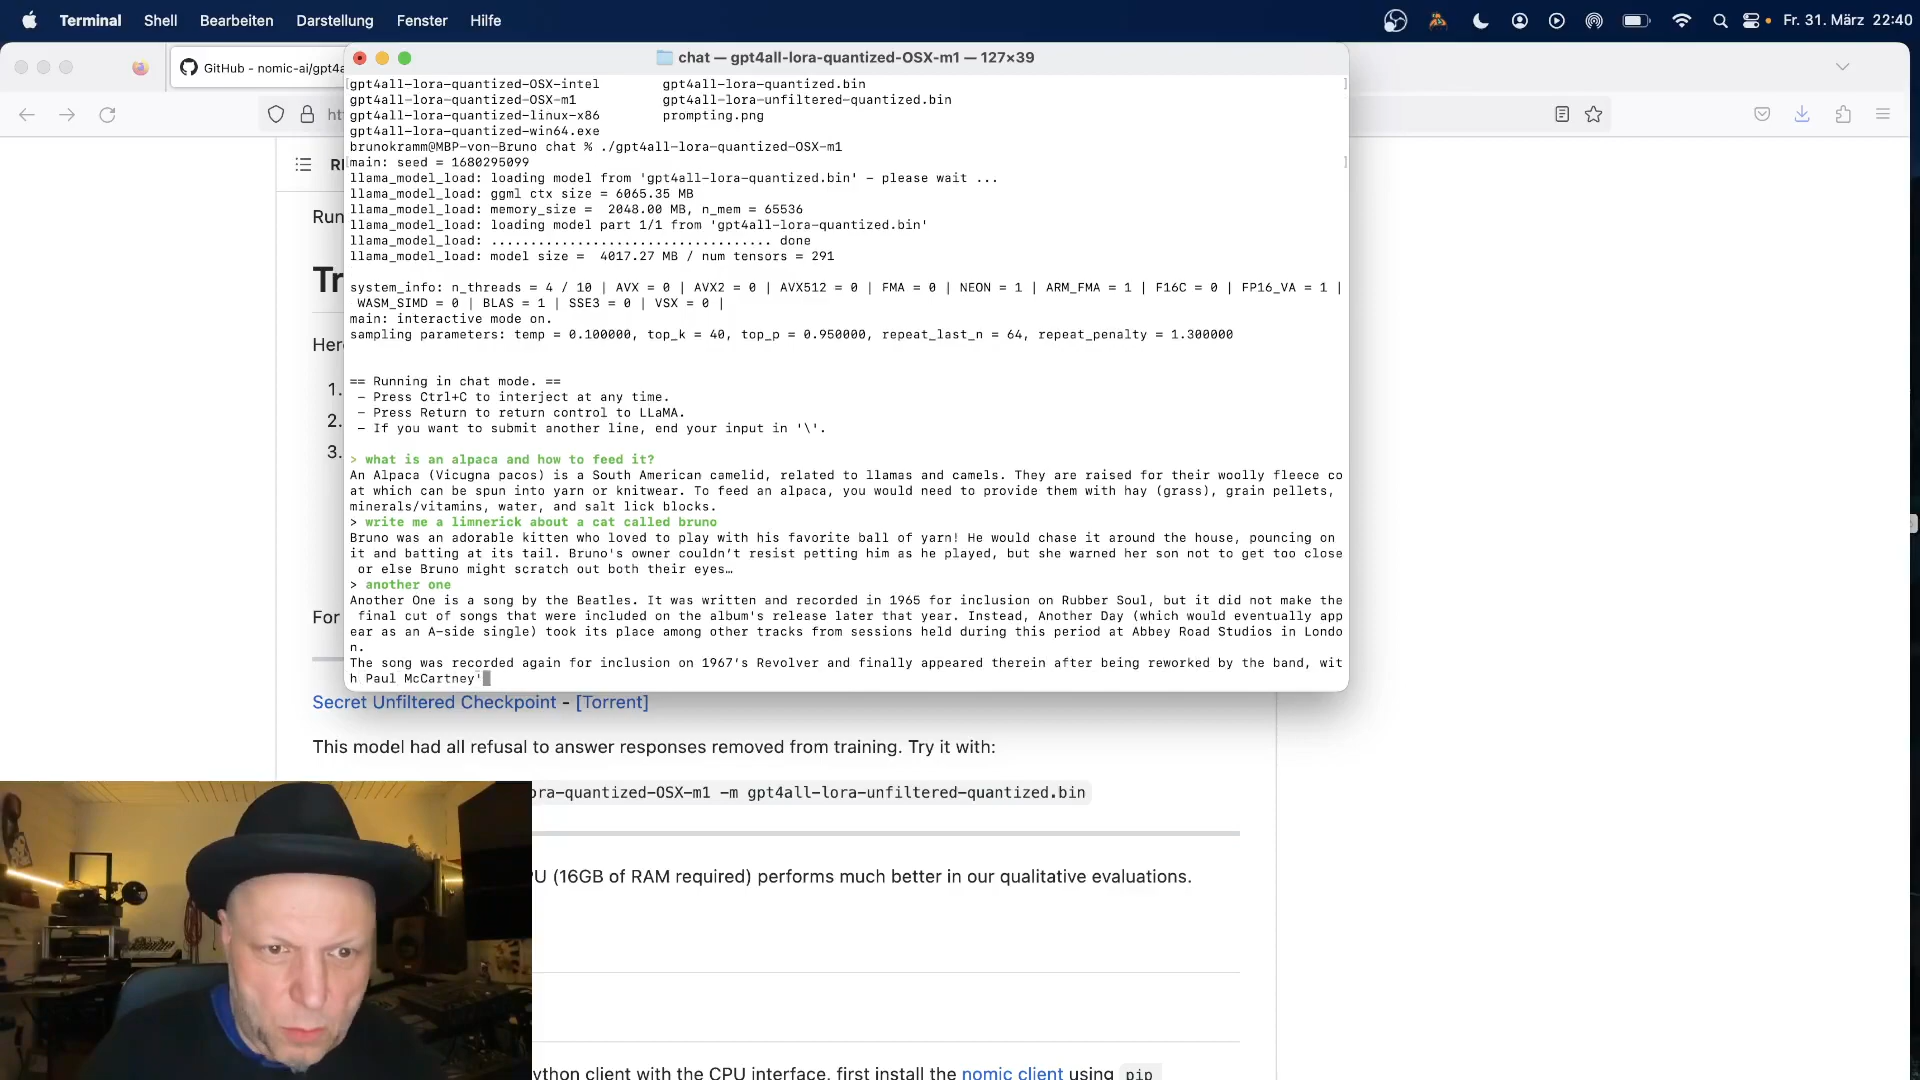 Terminal Shell Bearbeiten Darstellung Fenster Hilfe Fr. 31. März 22:40
GitHub - nomic-ai/gpt4a
chat — gpt4all-lora-quantized-OSX-m1 — 127×39
gpt4all-lora-quantized-OSX-intel gpt4all-lora-quantized.bin
gpt4all-lora-quantized-OSX-m1 gpt4all-lora-unfiltered-quantized.bin
gpt4all-lora-quantized-linux-x86 prompting.png
gpt4all-lora-quantized-win64.exe
brunokramm@MBP-von-Bruno chat % ./gpt4all-lora-quantized-OSX-m1
main: seed = 1680295099
llama_model_load: loading model from 'gpt4all-lora-quantized.bin' - please wait ...
llama_model_load: ggml ctx size = 6065.35 MB
llama_model_load: memory_size =  2048.00 MB, n_mem = 65536
llama_model_load: loading model part 1/1 from 'gpt4all-lora-quantized.bin'
llama_model_load: .................................... done
llama_model_load: model size =  4017.27 MB / num tensors = 291
system_info: n_threads = 4 / 10 | AVX = 0 | AVX2 = 0 | AVX512 = 0 | FMA = 0 | NEON = 1 | ARM_FMA = 1 | F16C = 0 | FP16_VA = 1 |
WASM_SIMD = 0 | BLAS = 1 | SSE3 = 0 | VSX = 0 |
main: interactive mode on.
sampling parameters: temp = 0.100000, top_k = 40, top_p = 0.950000, repeat_last_n = 64, repeat_penalty = 1.300000
== Running in chat mode. ==
- Press Ctrl+C to interject at any time.
- Press Return to return control to LLaMA.
- If you want to submit another line, end your input in '\'.
> what is an alpaca and how to feed it?
An Alpaca (Vicugna pacos) is a South American camelid, related to llamas and camels. They are raised for their woolly fleece co
at which can be spun into yarn or knitwear. To feed an alpaca, you would need to provide them with hay (grass), grain pellets,
minerals/vitamins, water, and salt lick blocks.
> write me a limnerick about a cat called bruno
Bruno was an adorable kitten who loved to play with his favorite ball of yarn! He would chase it around the house, pouncing on
it and batting at its tail. Bruno's owner couldn't resist petting him as he played, but she warned her son not to get too close
or else Bruno might scratch out both their eyes…
> another one
Another One is a song by the Beatles. It was written and recorded in 1965 for inclusion on Rubber Soul, but it did not make the
final cut of songs that were included on the album's release later that year. Instead, Another Day (which would eventually app
ear as an A-side single) took its place among other tracks from sessions held during this period at Abbey Road Studios in Londo
n.
The song was recorded again for inclusion on 1967's Revolver and finally appeared therein after being reworked by the band, wit
h Paul McCartney'
ht
RE
Run
Tr
Here
1.
2.
3.
For
Secret Unfiltered Checkpoint - [Torrent]
This model had all refusal to answer responses removed from training. Try it with:
ora-quantized-OSX-m1 -m gpt4all-lora-unfiltered-quantized.bin
PU (16GB of RAM required) performs much better in our qualitative evaluations.
ython client with the CPU interface, first install the nomic client using pip